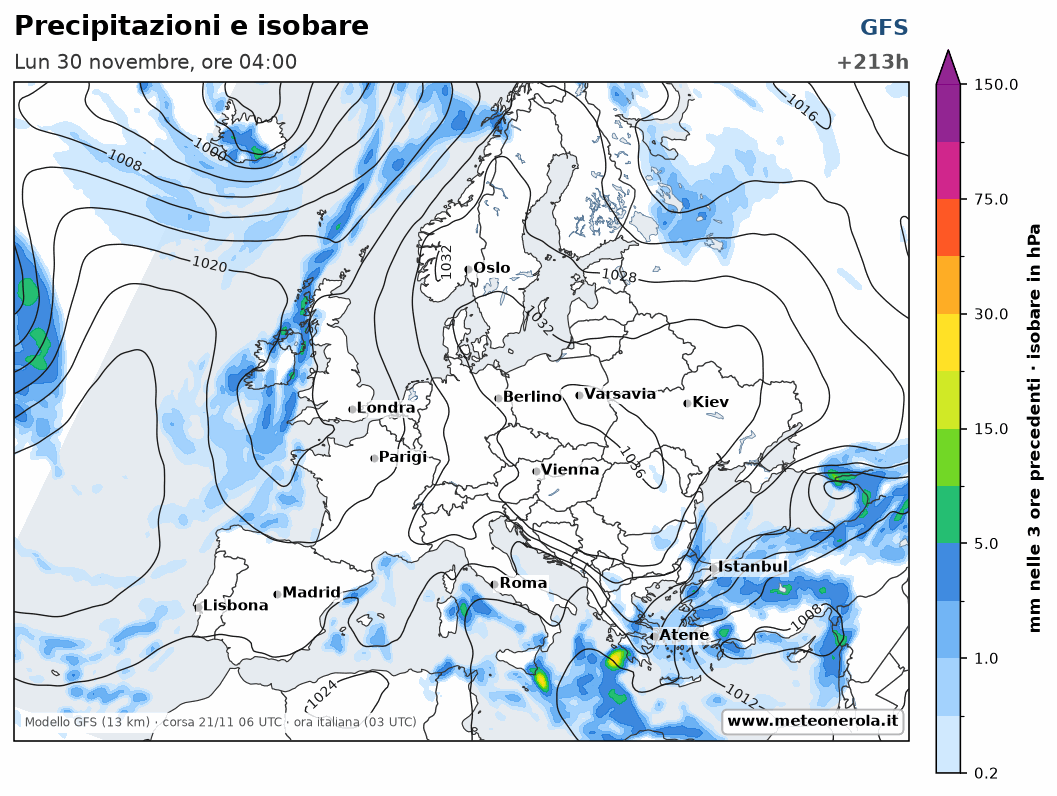 Precipitazioni e isobare
GFS
Lun 30 novembre, ore 04:00
+213h
1016
1008
1000
1020
1032
Oslo
1028
1032
Londra
Berlino
Varsavia
Kiev
Parigi
Vienna
1036
Istanbul
Roma
Madrid
Lisbona
Atene
1008
1024
1012
Modello GFS (13 km) · corsa 21/11 06 UTC · ora italiana (03 UTC)
www.meteonerola.it
150.0
75.0
30.0
15.0
5.0
1.0
0.2
mm nelle 3 ore precedenti · isobare in hPa